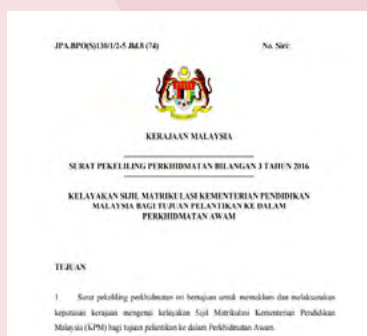 JPA.BPO(S)130/1/2-5 Jld.8 (74) No. Siri:
KERAJAAN MALAYSIA
SURAT PEKELILING PERKHIDMATAN BILANGAN 3 TAHUN 2016
KELAYAKAN SIJIL MATRIKULASI KEMENTERIAN PENDIDIKAN
MALAYSIA BAGI TUJUAN PELANTIKAN KE DALAM
PERKHIDMATAN AWAM
TUJUAN
1. Surat pekeliling perkhidmatan ini bertujuan untuk memaklum dan melaksanakan
keputusan kerajaan mengenai kelayakan Sijil Matrikulasi Kementerian Pendidikan
Malaysia (KPM) bagi tujuan pelantikan ke dalam Perkhidmatan Awam.